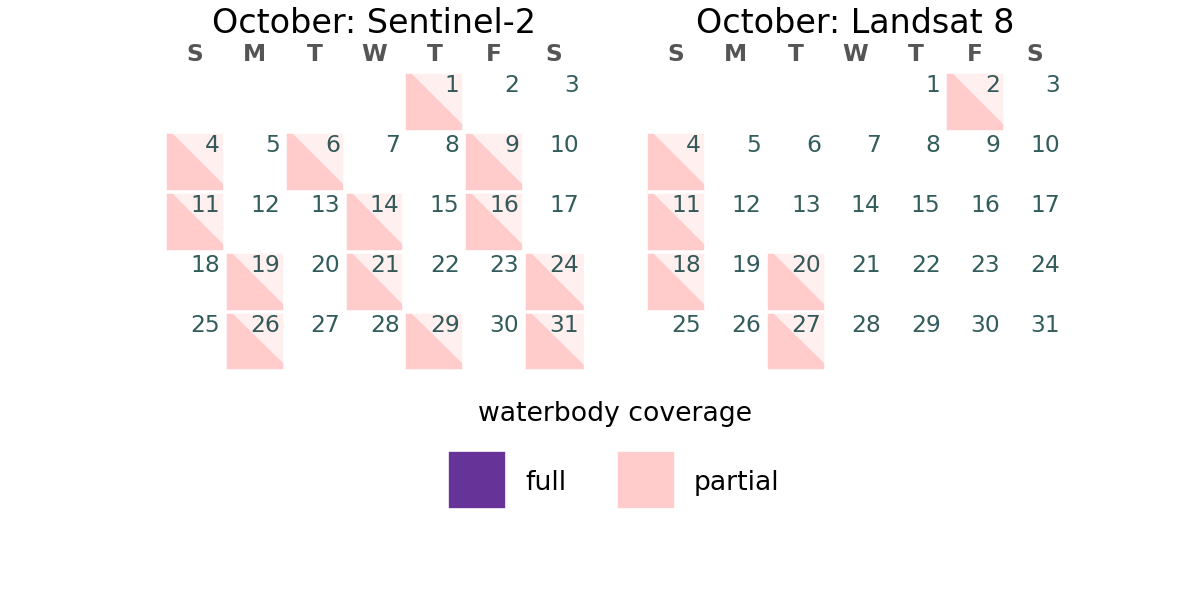 October: Sentinel-2
S M T W T F S
1 2 3
4 5 6 7 8 9 10
11 12 13 14 15 16 17
18 19 20 21 22 23 24
25 26 27 28 29 30 31
October: Landsat 8
S M T W T F S
1 2 3
4 5 6 7 8 9 10
11 12 13 14 15 16 17
18 19 20 21 22 23 24
25 26 27 28 29 30 31
waterbody coverage
full partial